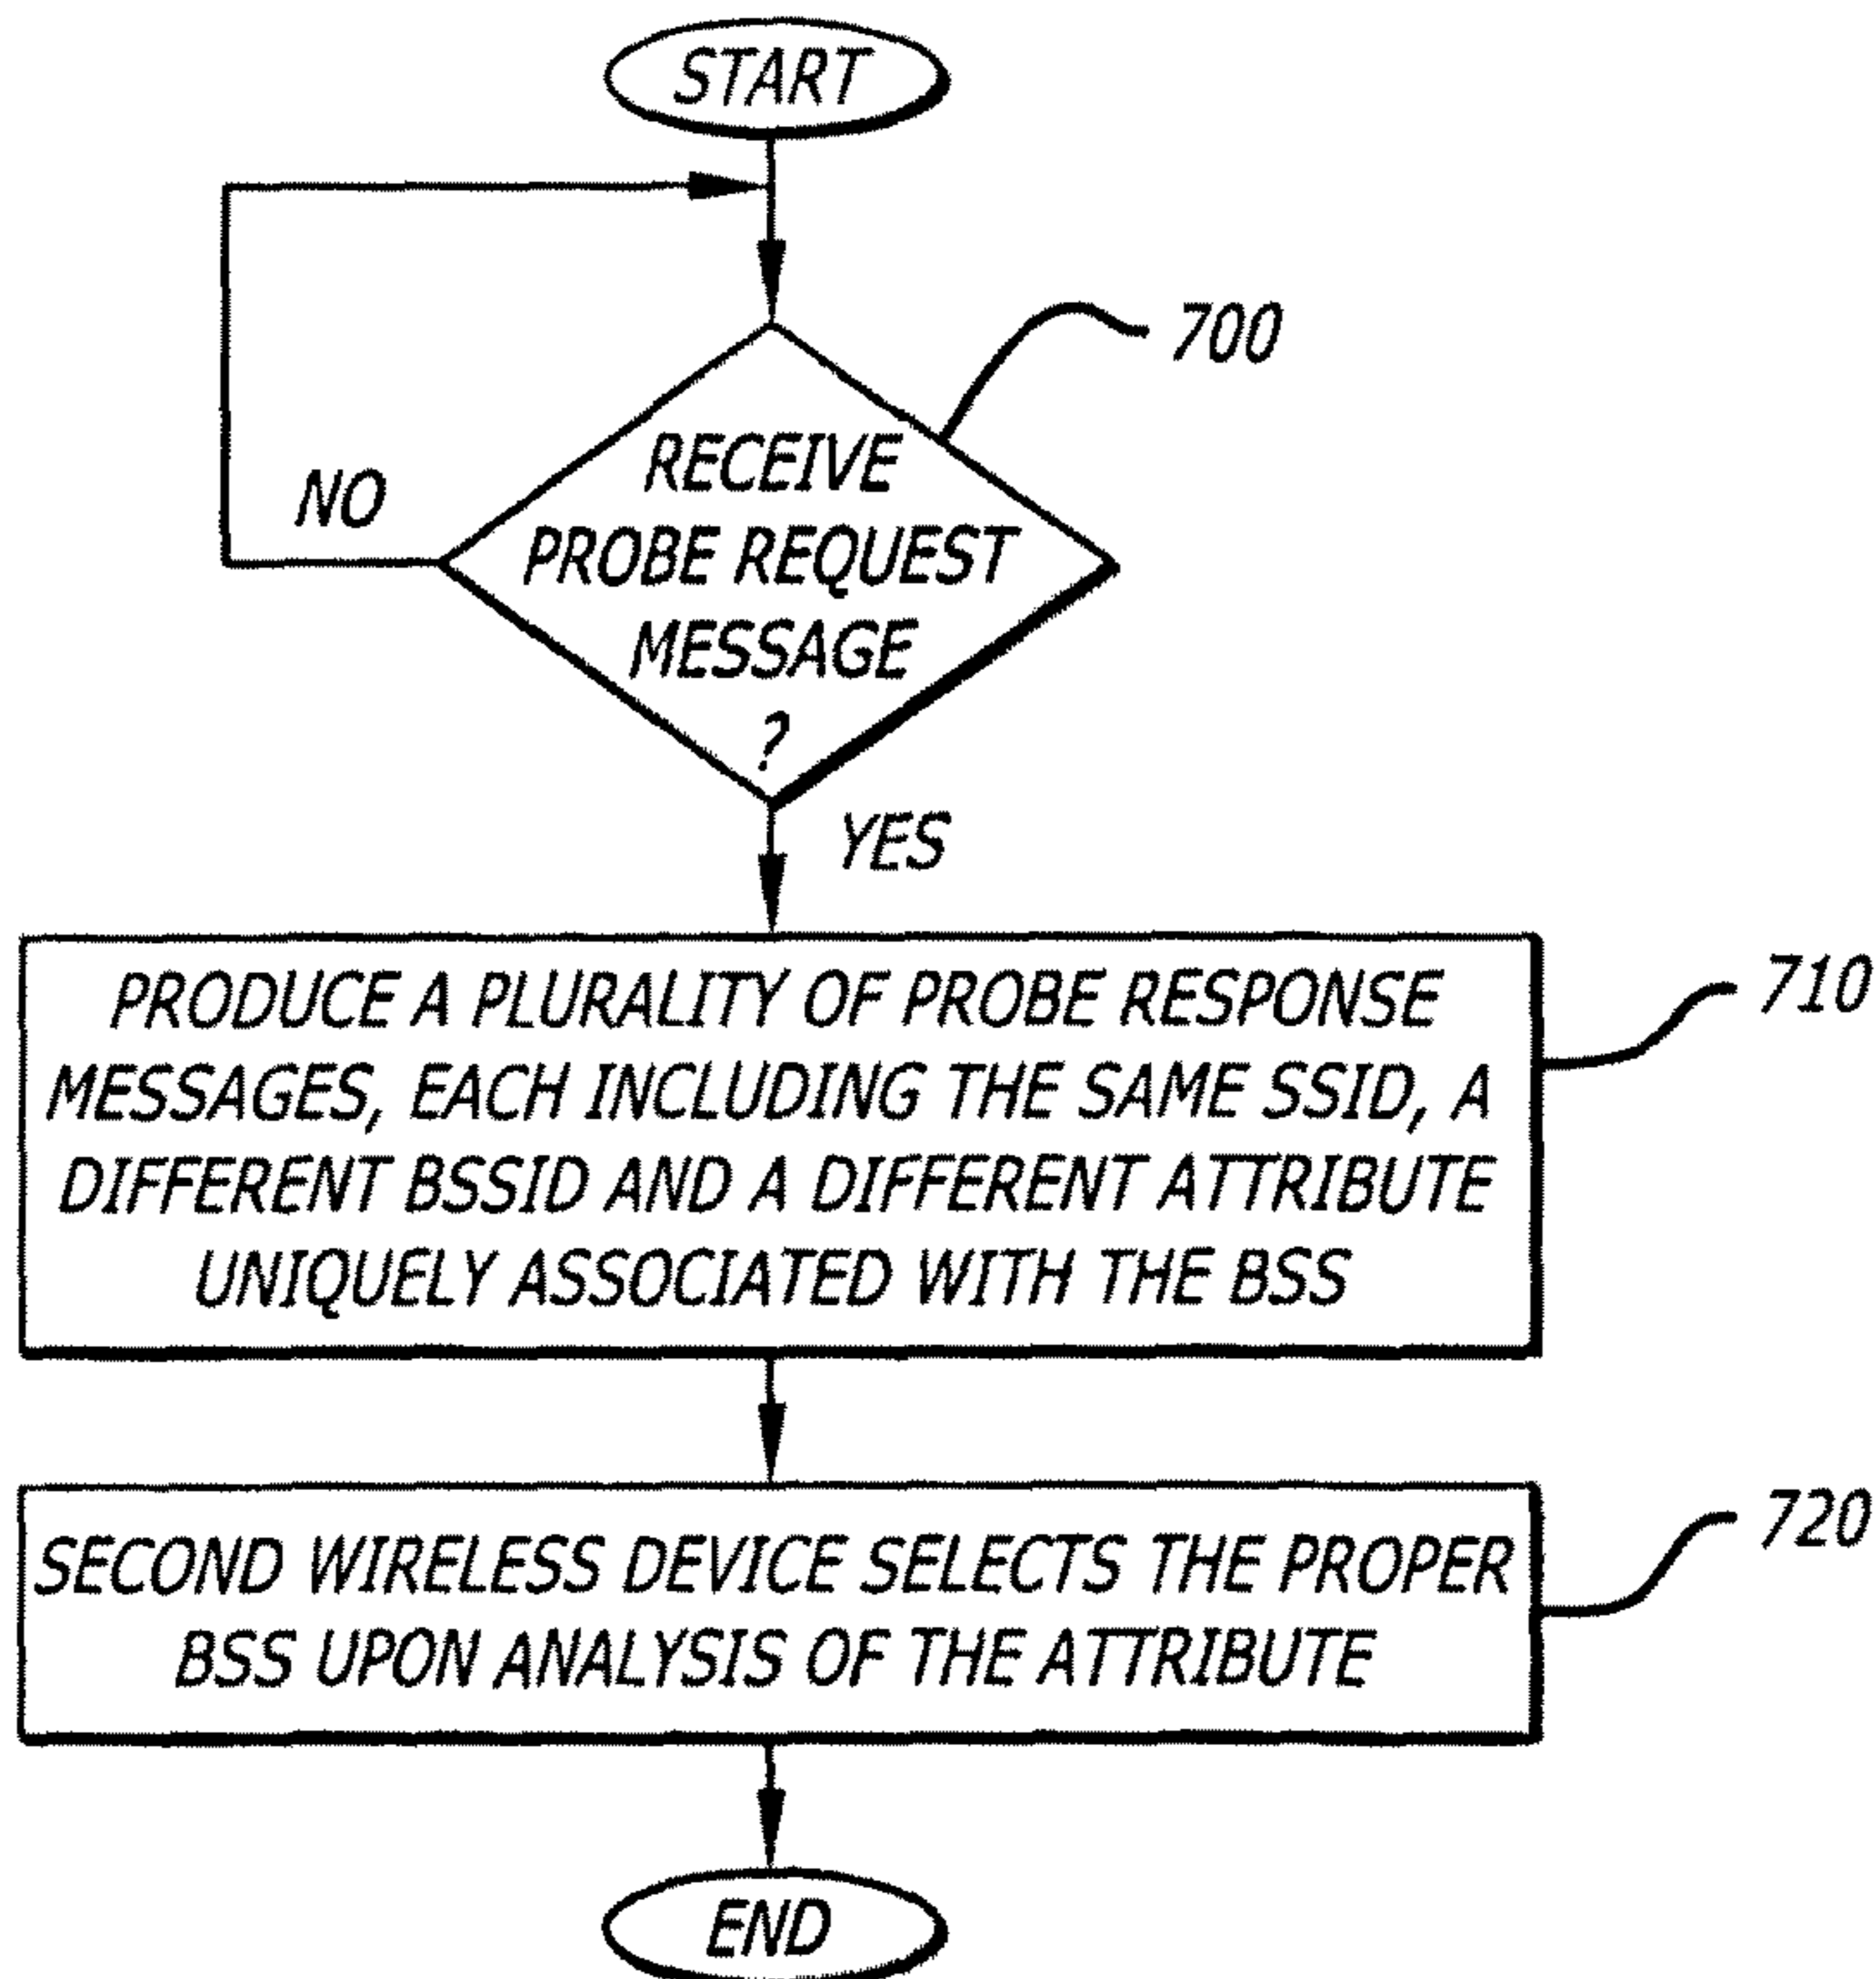 START
700
RECEIVE
PROBE REQUEST
MESSAGE
?
NO
YES
PRODUCE A PLURALITY OF PROBE RESPONSE
MESSAGES, EACH INCLUDING THE SAME SSID, A
DIFFERENT BSSID AND A DIFFERENT ATTRIBUTE
UNIQUELY ASSOCIATED WITH THE BSS
710
SECOND WIRELESS DEVICE SELECTS THE PROPER
BSS UPON ANALYSIS OF THE ATTRIBUTE
720
END